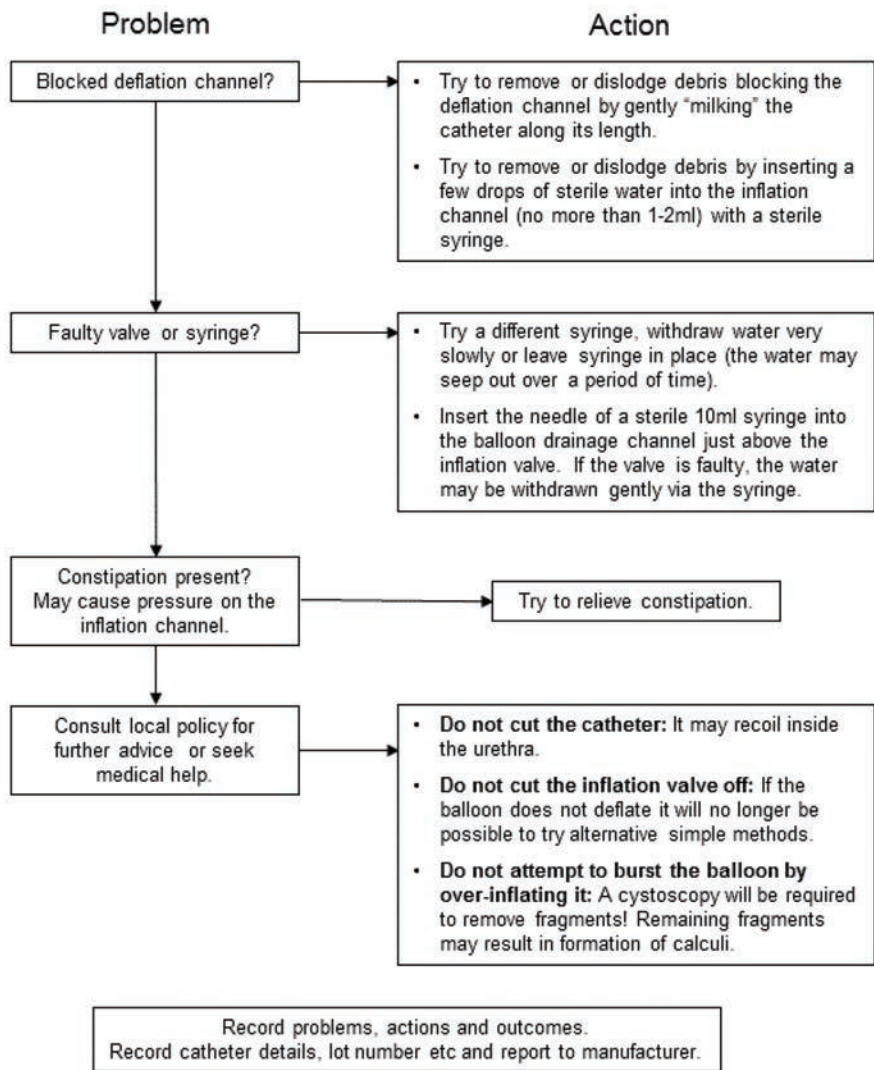 Problem
Action
Blocked deflation channel?
• Try to remove or dislodge debris blocking the
deflation channel by gently “milking” the
catheter along its length.
• Try to remove or dislodge debris by inserting a
few drops of sterile water into the inflation
channel (no more than 1-2ml) with a sterile
syringe.
Faulty valve or syringe?
• Try a different syringe, withdraw water very
slowly or leave syringe in place (the water may
seep out over a period of time).
• Insert the needle of a sterile 10ml syringe into
the balloon drainage channel just above the
inflation valve. If the valve is faulty, the water
may be withdrawn gently via the syringe.
Constipation present?
May cause pressure on the
inflation channel.
Try to relieve constipation.
Consult local policy for
further advice or seek
medical help.
• Do not cut the catheter: It may recoil inside
the urethra.
• Do not cut the inflation valve off: If the
balloon does not deflate it will no longer be
possible to try alternative simple methods.
• Do not attempt to burst the balloon by
over-inflating it: A cystoscopy will be required
to remove fragments! Remaining fragments
may result in formation of calculi.
Record problems, actions and outcomes.
Record catheter details, lot number etc and report to manufacturer.